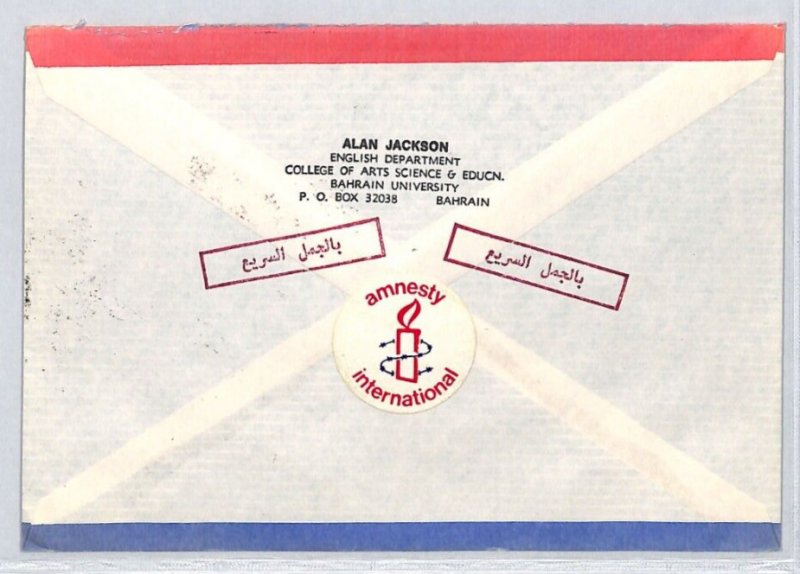 ALAN JACKSON
ENGLISH DEPARTMENT
COLLEGE OF ARTS SCIENCE & EDUCN.
BAHRAIN UNIVERSITY
P. O. BOX 32038 BAHRAIN
بالجمل السريع
بالجمل السريع
amnesty
international